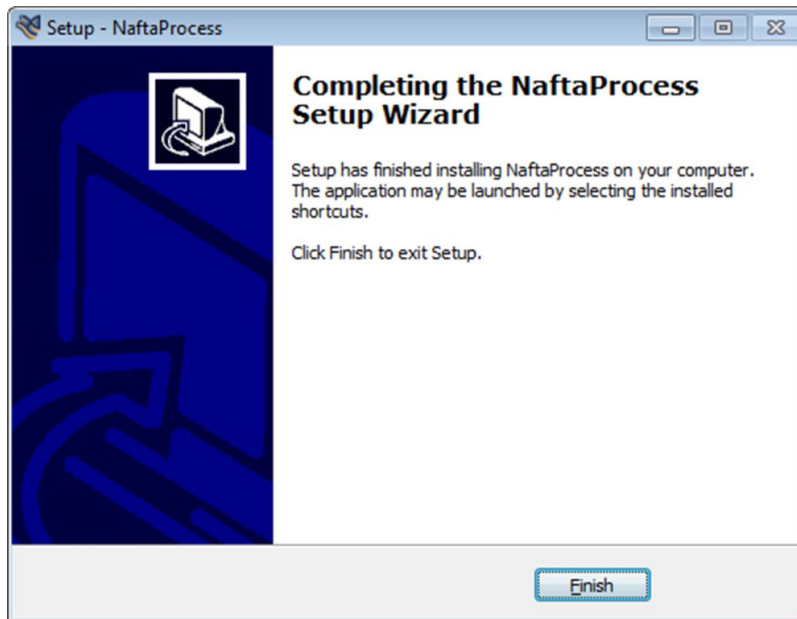 Setup - NaftaProcess
Completing the NaftaProcess
Setup Wizard
Setup has finished installing NaftaProcess on your computer.
The application may be launched by selecting the installed
shortcuts.
Click Finish to exit Setup.
Finish